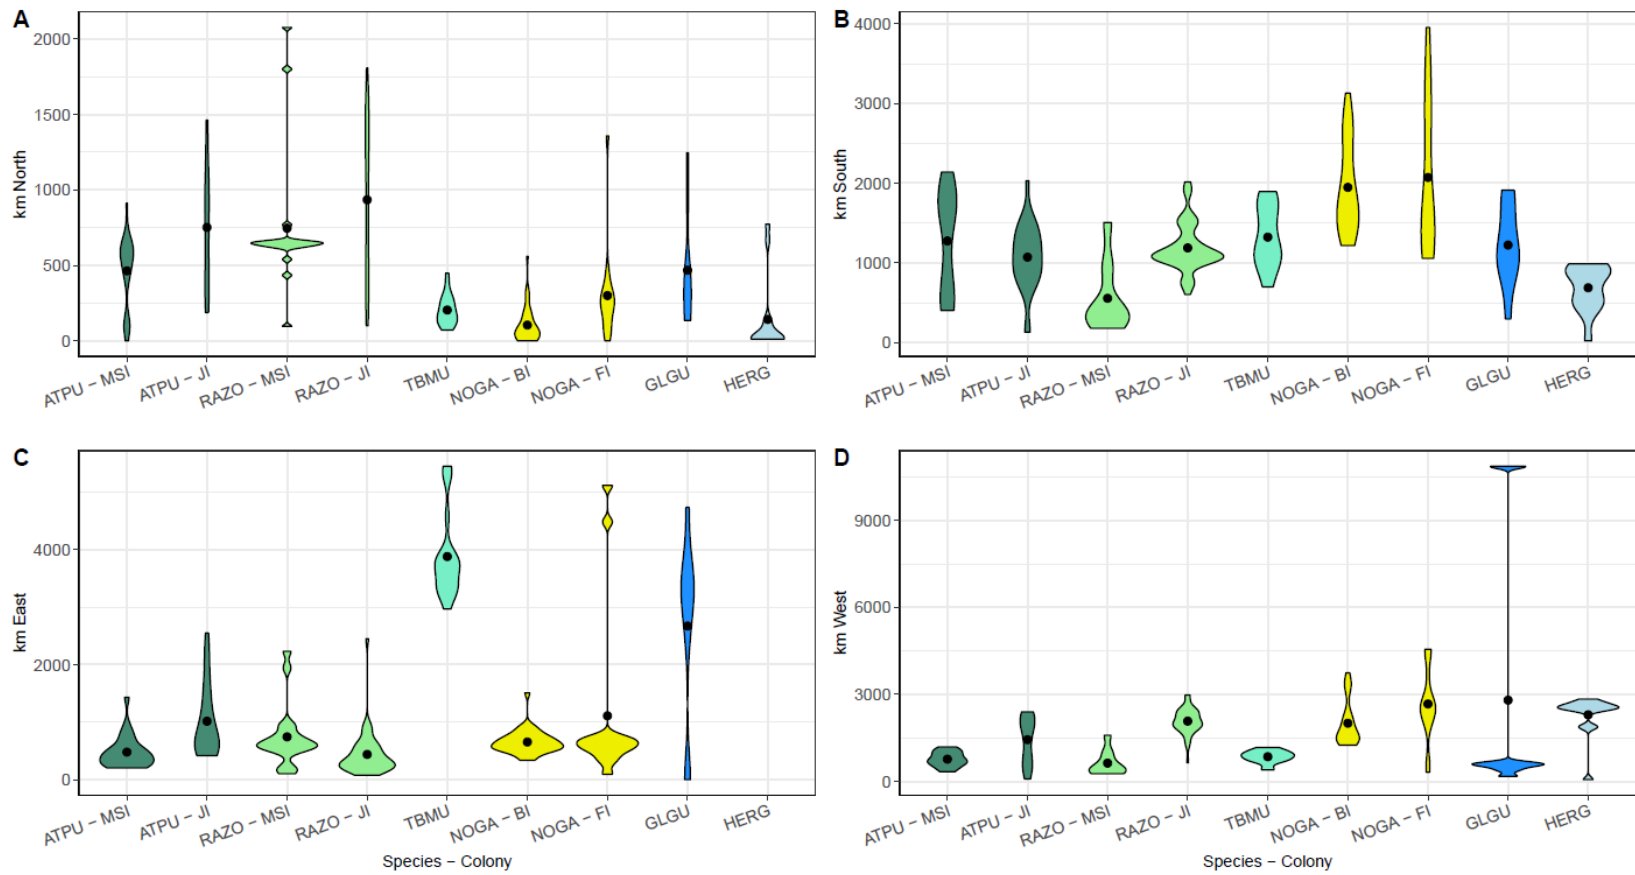 A
km North
2000
1500
1000
500
0
ATPU – MSI
ATPU – JI
RAZO – MSI
RAZO – JI
TBMU
NOGA – BI
NOGA – FI
GLGU
HERG
B
km South
4000
3000
2000
1000
0
ATPU – MSI
ATPU – JI
RAZO – MSI
RAZO – JI
TBMU
NOGA – BI
NOGA – FI
GLGU
HERG
C
km East
4000
2000
0
ATPU – MSI
ATPU – JI
RAZO – MSI
RAZO – JI
TBMU
NOGA – BI
NOGA – FI
GLGU
HERG
Species – Colony
D
km West
9000
6000
3000
0
ATPU – MSI
ATPU – JI
RAZO – MSI
RAZO – JI
TBMU
NOGA – BI
NOGA – FI
GLGU
HERG
Species – Colony